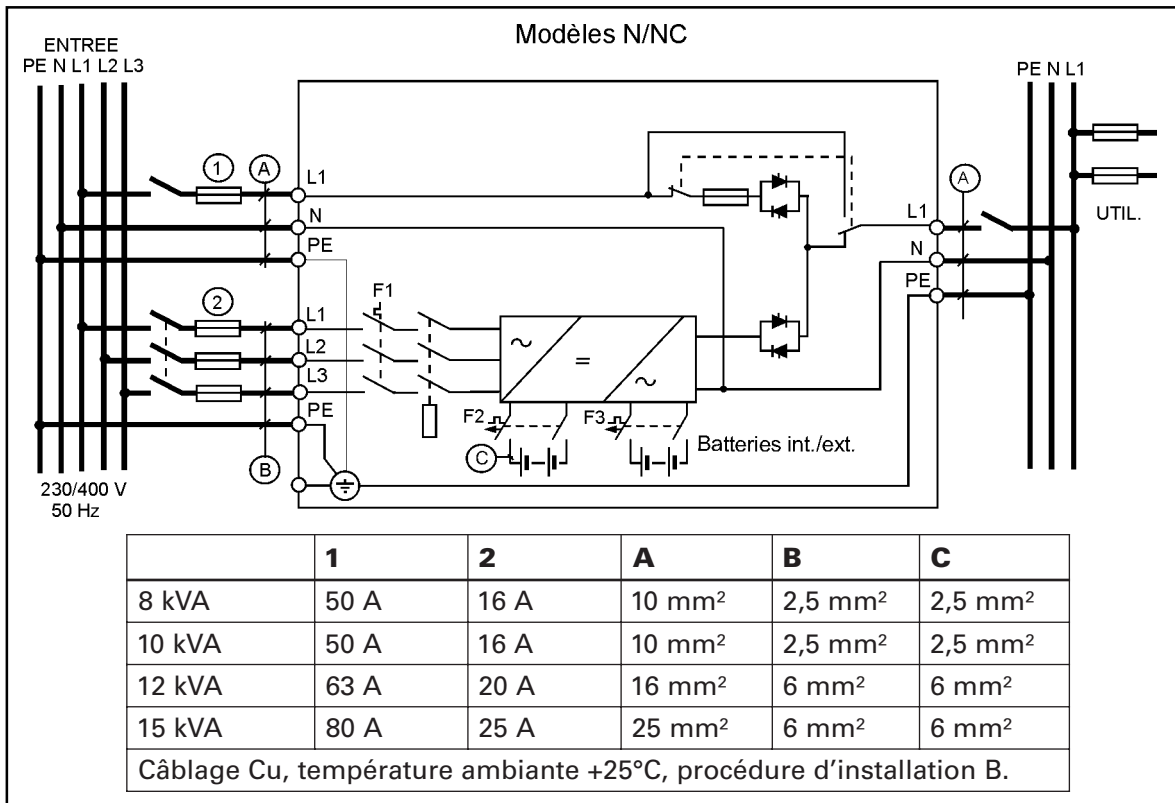 Modèles N/NC
ENTREE
PE N L1 L2 L3
PE N L1
1
A
L1
N
PE
A
L1
N
PE
UTIL.
2
L1
L2
L3
PE
F1
~
=
~
F2
F3
C
Batteries int./ext.
B
230/400 V
50 Hz
1 2 A B C
8 kVA 50 A 16 A 10 mm² 2,5 mm² 2,5 mm²
10 kVA 50 A 16 A 10 mm² 2,5 mm² 2,5 mm²
12 kVA 63 A 20 A 16 mm² 6 mm² 6 mm²
15 kVA 80 A 25 A 25 mm² 6 mm² 6 mm²
Câblage Cu, température ambiante +25°C, procédure d’installation B.